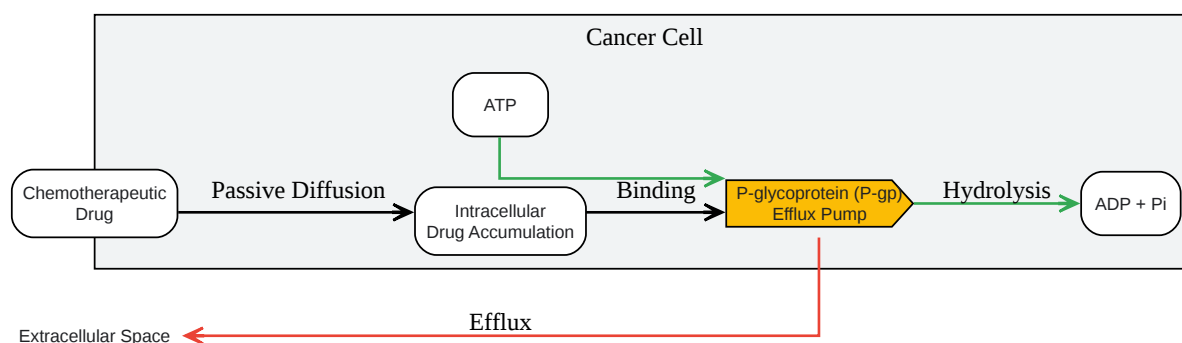 Cancer Cell
ATP
Chemotherapeutic
Drug
Passive Diffusion
Intracellular
Drug Accumulation
Binding
P-glycoprotein (P-gp)
Efflux Pump
Hydrolysis
ADP + Pi
Efflux
Extracellular Space